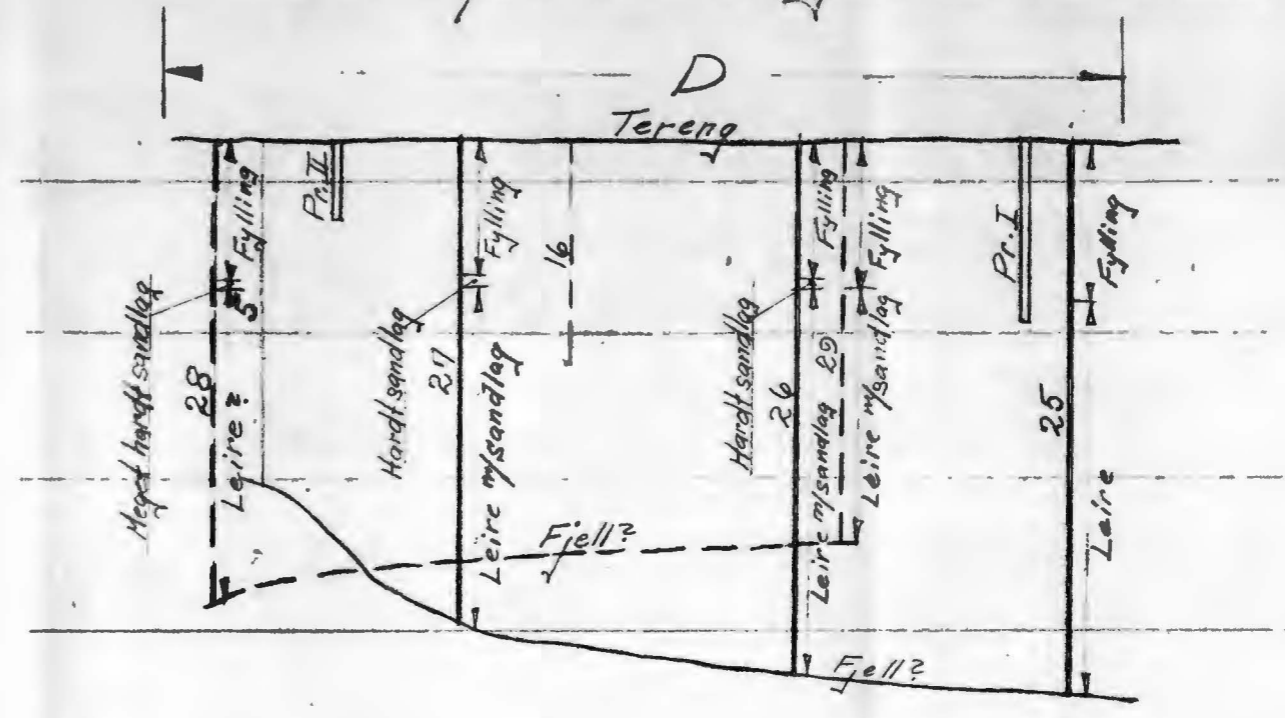 D
Tereng
Meget hardt sandlag
28
Fylling
5
Leire?
Pr. II
Hardt sandlag
27
Fylling
Leire m/sandlag
16
Fjell?
Hardt sandlag
26
Fylling
Leire m/sandlag
29
Fylling
Leire m/sandlag
Pr. I
25
Fylling
Leire
Fjell?